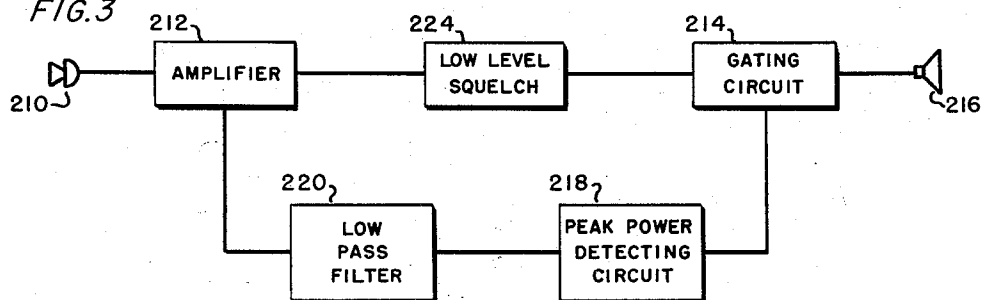 FIG.3
212
224
214
AMPLIFIER
LOW LEVEL
SQUELCH
GATING
CIRCUIT
210
216
220
218
LOW
PASS
FILTER
PEAK POWER
DETECTING
CIRCUIT